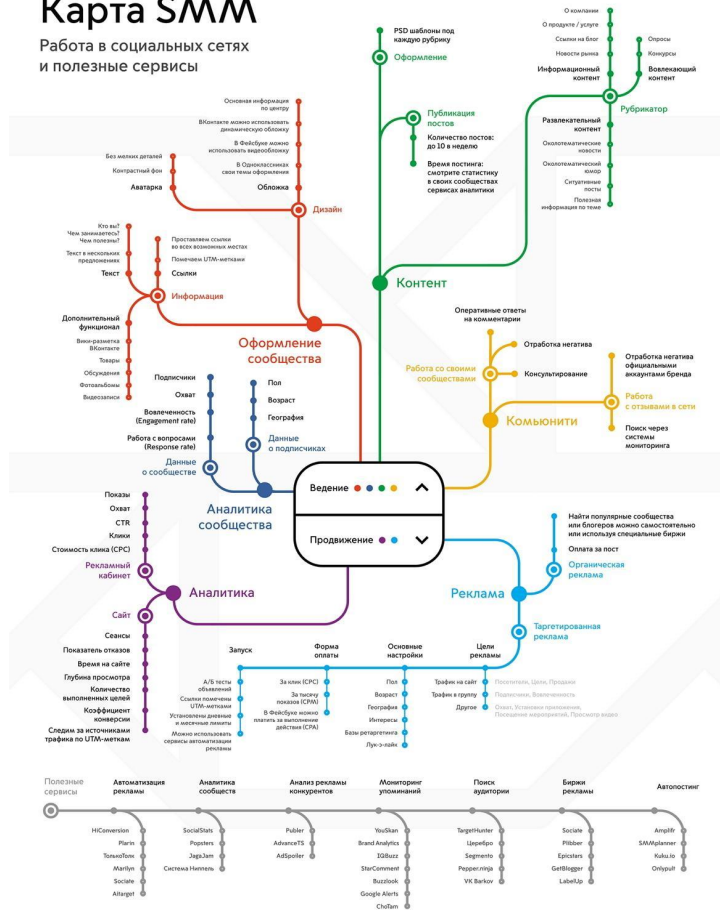 Карта SMM
Работа в социальных сетях
и полезные сервисы
PSD шаблоны под
каждую рубрику
Оформление
Публикация
постов
Количество постов:
до 10 в неделю
Время постинга:
смотрите статистику
в своих сообществах
сервисах аналитики
О компании
О продукте / услуге
Ссылки на блог
Новости рынка
Информационный
контент
Опросы
Конкурсы
Вовлекающий
контент
Рубрикатор
Развлекательный
контент
Околотематические
новости
Околотематический
юмор
Ситуативные
посты
Полезная
информация по теме
Контент
Основная информация
по центру
ВКонтакте можно использовать
динамическую обложку
В Фейсбуке можно
использовать видеообложку
В Одноклассниках
свои темы оформления
Обложка
Без мелких деталей
Контрастный фон
Аватарка
Дизайн
Кто вы?
Чем занимаетесь?
Чем полезны?
Текст в нескольких
предложениях
Текст
Проставляем ссылки
во всех возможных местах
Помечаем UTM-метками
Ссылки
Информация
Дополнительный
функционал
Вики-разметка
ВКонтакте
Товары
Обсуждения
Фотоальбомы
Видеозаписи
Оформление
сообщества
Оперативные ответы
на комментарии
Отработка негатива
Консультирование
Работа со своими
сообществами
Отработка негатива
официальными
аккаунтами бренда
Работа
с отзывами в сети
Поиск через
системы
мониторинга
Комьюнити
Подписчики
Охват
Вовлеченность
(Engagement rate)
Работа с вопросами
(Response rate)
Данные
о сообществе
Пол
Возраст
География
Данные
о подписчиках
Аналитика
сообщества
Ведение
Продвижение
Показы
Охват
CTR
Клики
Стоимость клика (CPC)
Рекламный
кабинет
Аналитика
Сайт
Сеансы
Показатель отказов
Время на сайте
Глубина просмотра
Количество
выполненных целей
Коэффициент
конверсии
Следим за источниками
трафика по UTM-меткам
Найти популярные сообщества
или блогеров можно самостоятельно
или используя специальные биржи
Оплата за пост
Органическая
реклама
Реклама
Таргетированная
реклама
Запуск
А/Б тесты
объявлений
Ссылки помечены
UTM-метками
Установлены дневные
и месячные лимиты
Можно использовать
сервисы автоматизации
рекламы
Форма
оплаты
За клик (CPC)
За тысячу
показов (CPM)
В Фейсбуке можно
платить за выполнение
действия (CPA)
Основные
настройки
Пол
Возраст
География
Интересы
Базы ретаргетинга
Лук-э-лайк
Цели
рекламы
Трафик на сайт
Посетители, Цели, Продажи
Трафик в группу
Подписчики, Вовлеченность
Другое
Охват, Установки приложения,
Посещение мероприятий, Просмотр видео
Полезные
сервисы
Автоматизация
рекламы
HiConversion
Plarin
ТолькоТолк
Marilyn
Sociate
Aitarget
Аналитика
сообществ
SocialStats
Popsters
JagaJam
Система Ниппель
Анализ рекламы
конкурентов
Publer
AdvanceTS
AdSpoiler
Мониторинг
упоминаний
YouSkan
Brand Analytics
IQBuzz
StarComment
Buzzlook
Google Alerts
ChoTam
Поиск
аудитории
TargetHunter
Церебро
Segmento
Pepper.ninja
VK Barkov
Биржи
рекламы
Sociate
Plibber
Epicstars
GetBlogger
LabelUp
Автопостинг
Amplifr
SMMplanner
Kuku.io
Onlypult